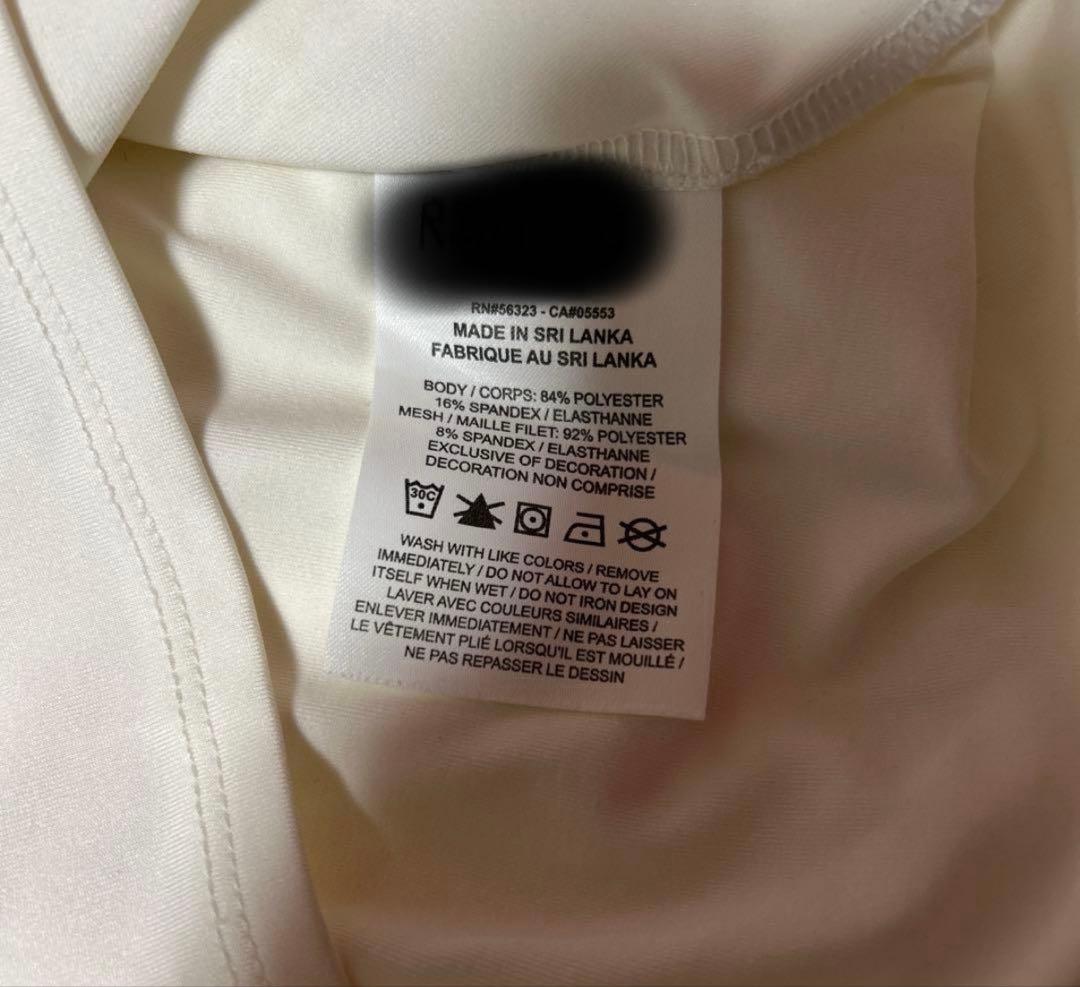 RN#56323 - CA#05553
MADE IN SRI LANKA
FABRIQUE AU SRI LANKA
BODY / CORPS: 84% POLYESTER
16% SPANDEX / ELASTHANNE
MESH / MAILLE FILET: 92% POLYESTER
8% SPANDEX / ELASTHANNE
EXCLUSIVE OF DECORATION /
DECORATION NON COMPRISE
30C
WASH WITH LIKE COLORS / REMOVE
IMMEDIATELY / DO NOT ALLOW TO LAY ON
ITSELF WHEN WET / DO NOT IRON DESIGN
LAVER AVEC COULEURS SIMILAIRES /
ENLEVER IMMEDIATEMENT / NE PAS LAISSER
LE VÊTEMENT PLIÉ LORSQU'IL EST MOUILLÉ /
NE PAS REPASSER LE DESSIN